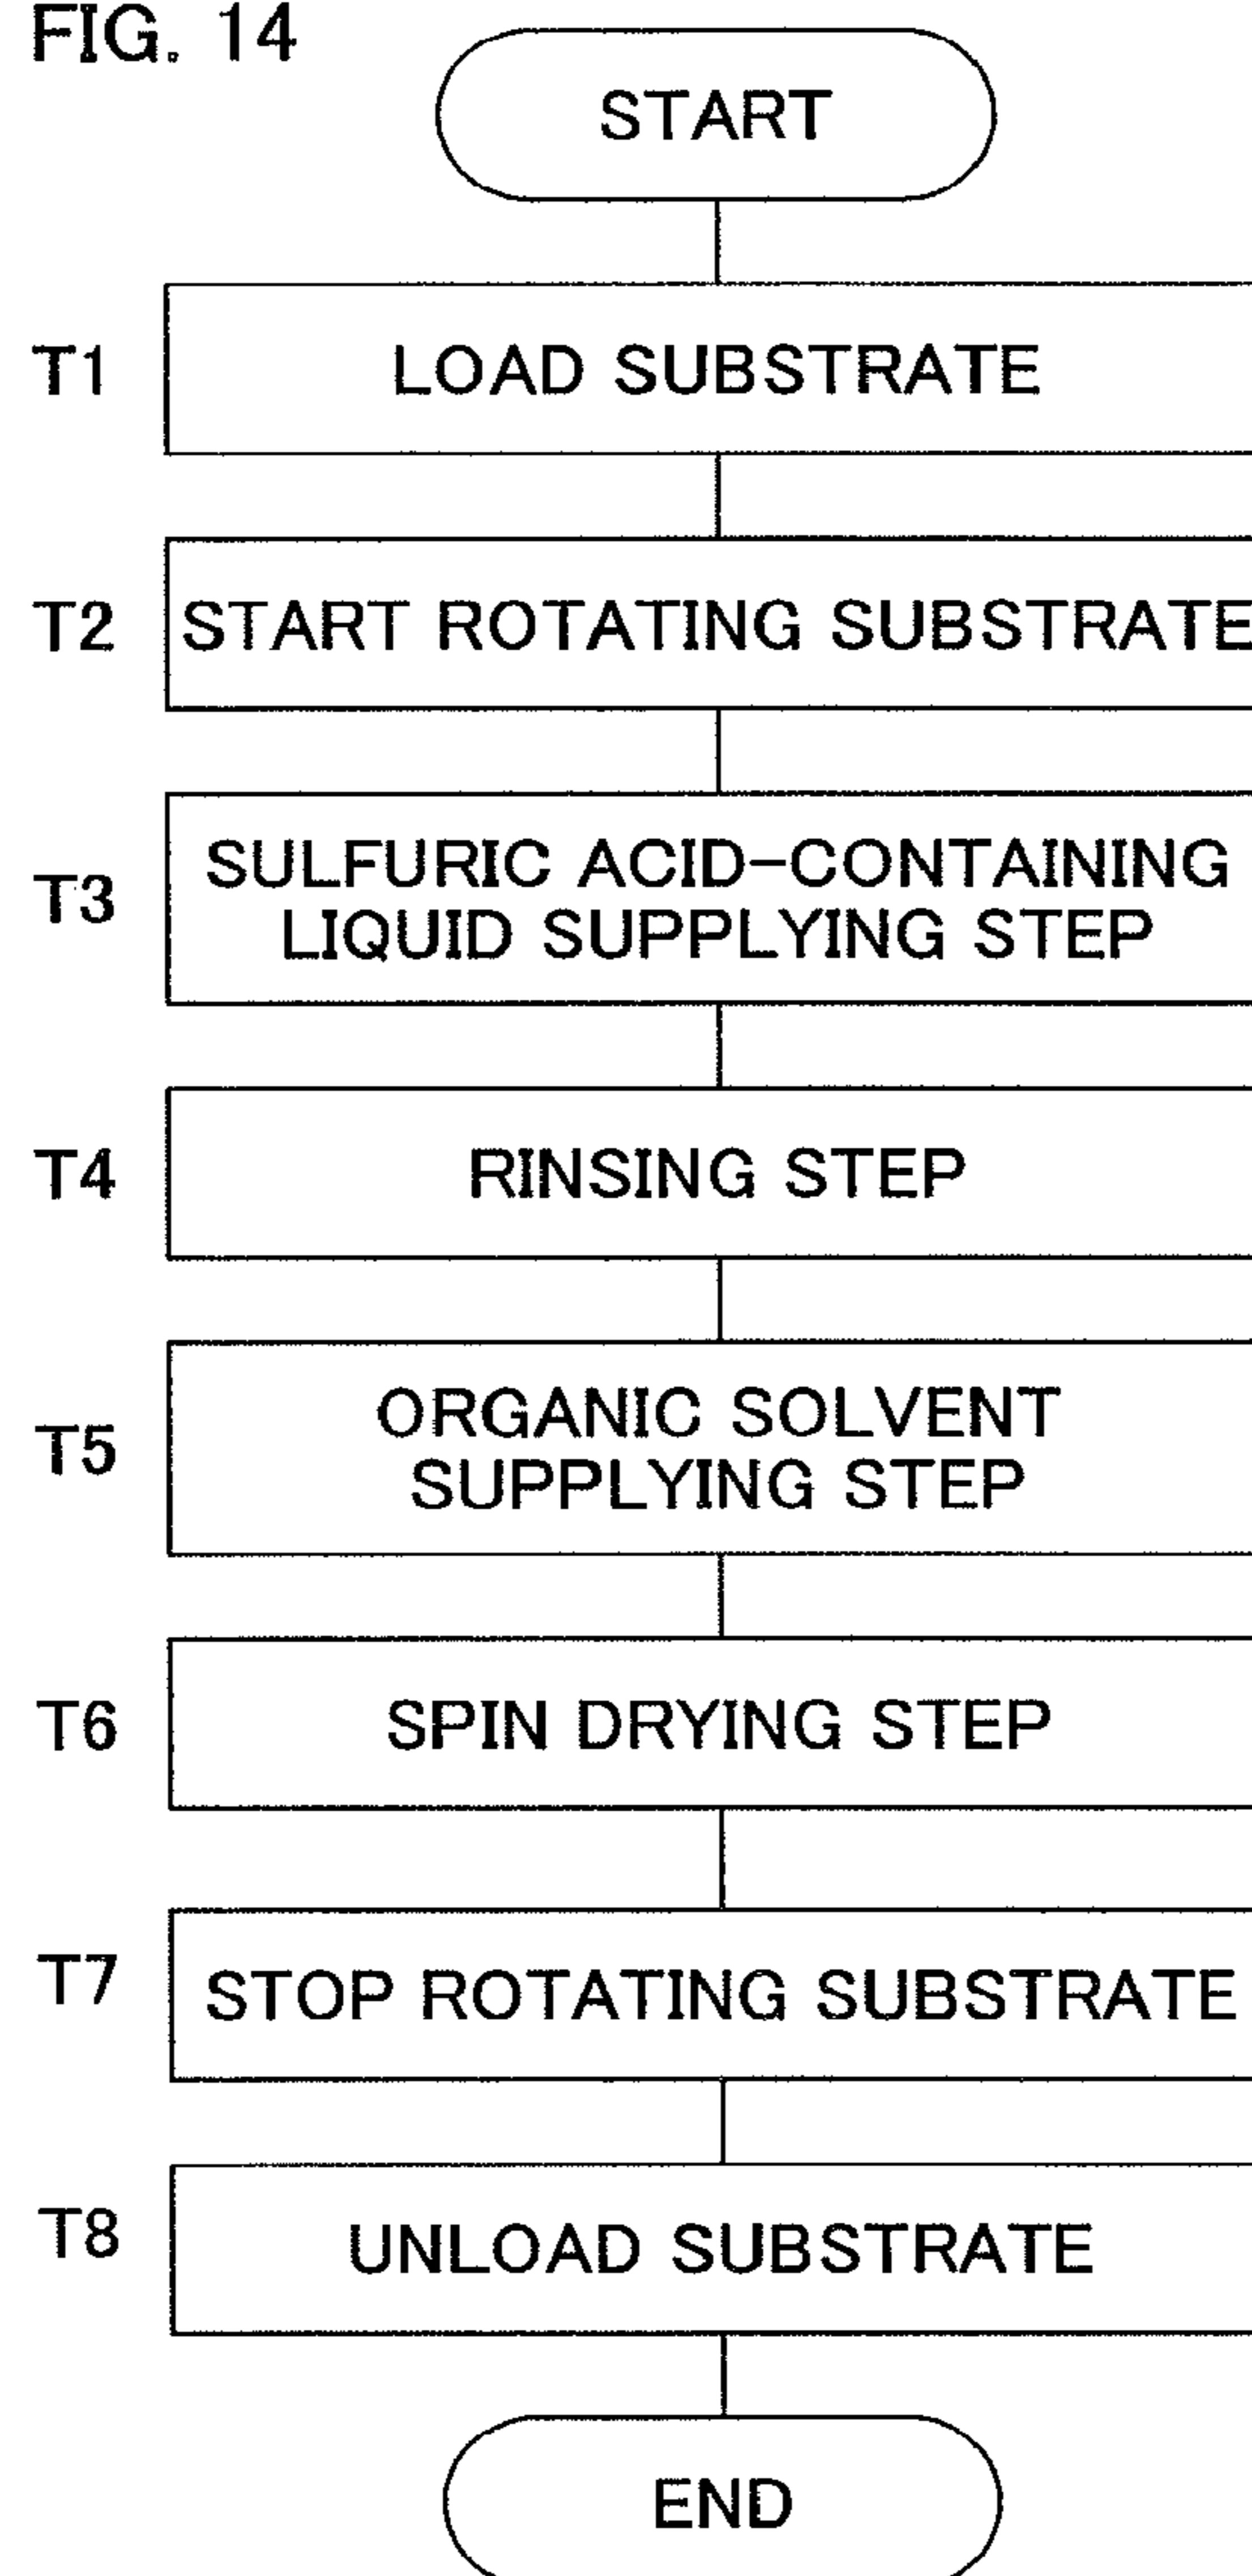 FIG. 14
START
T1 LOAD SUBSTRATE
T2 START ROTATING SUBSTRATE
T3 SULFURIC ACID-CONTAINING
LIQUID SUPPLYING STEP
T4 RINSING STEP
T5 ORGANIC SOLVENT
SUPPLYING STEP
T6 SPIN DRYING STEP
T7 STOP ROTATING SUBSTRATE
T8 UNLOAD SUBSTRATE
END